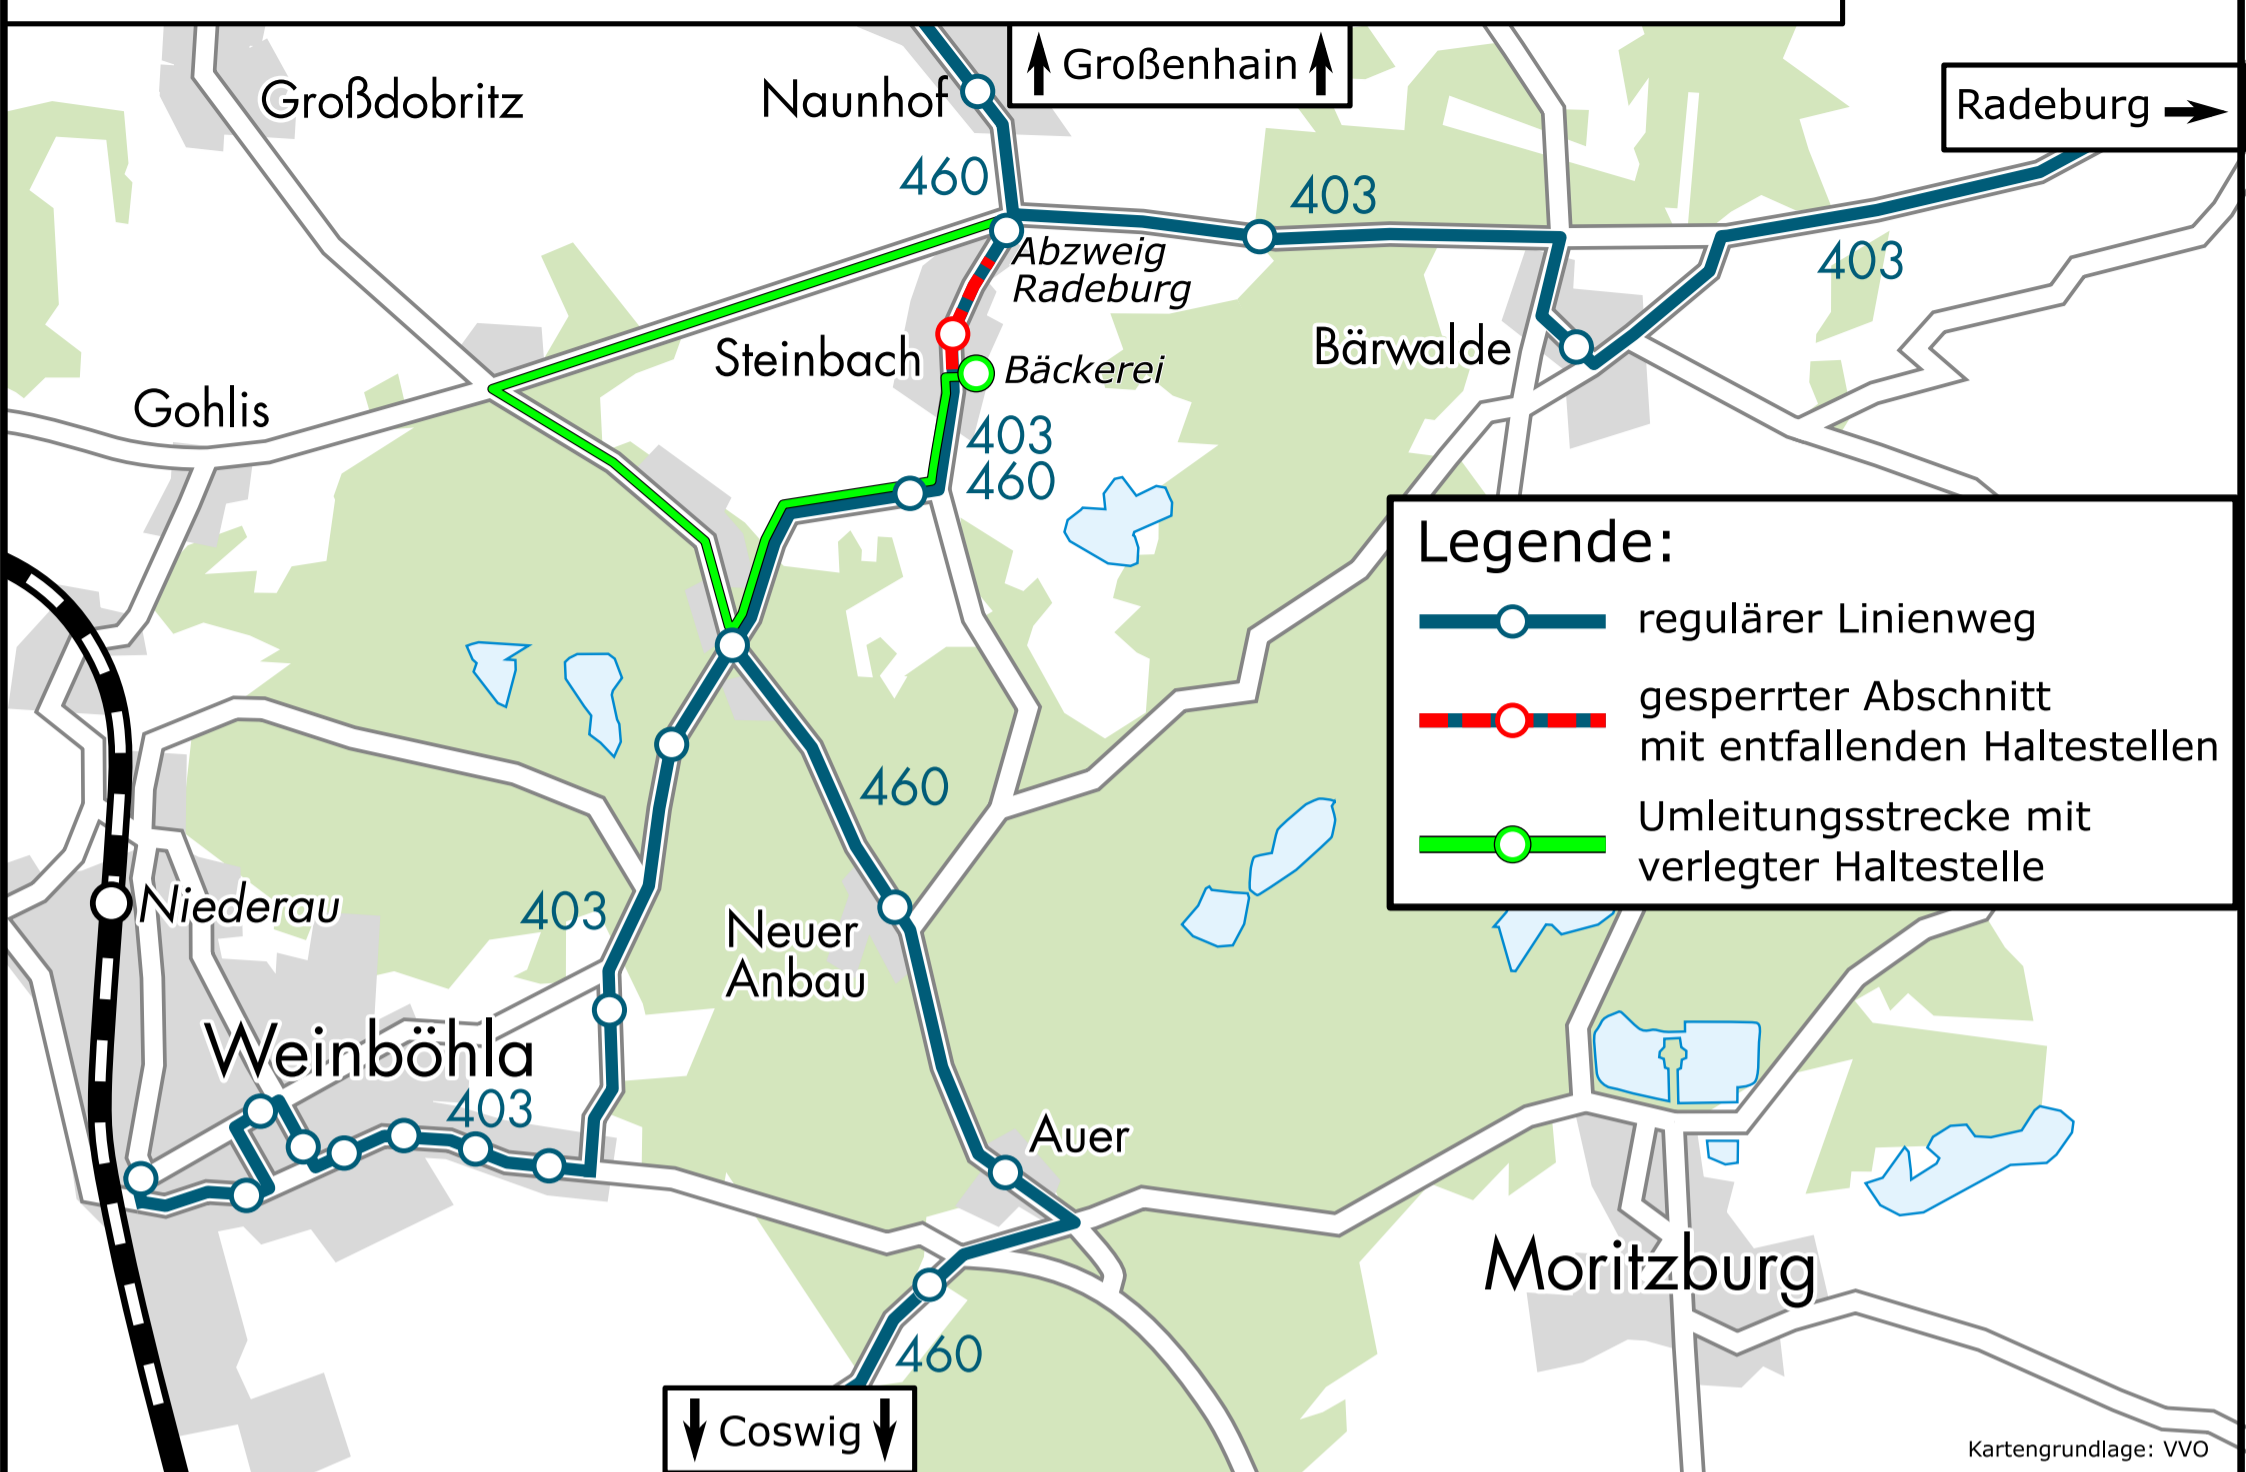 Großenhain
Radeburg
Großdobritz
Naunhof
460
403
403
Abzweig
Radeburg
Steinbach
Bäckerei
Bärwalde
Gohlis
403
460
Legende:
regulärer Linienweg
gesperrter Abschnitt
mit entfallenden Haltestellen
Umleitungsstrecke mit
verlegter Haltestelle
460
403
Niederau
Neuer
Anbau
Weinböhla
403
Auer
Moritzburg
460
Coswig
Kartengrundlage: VVO